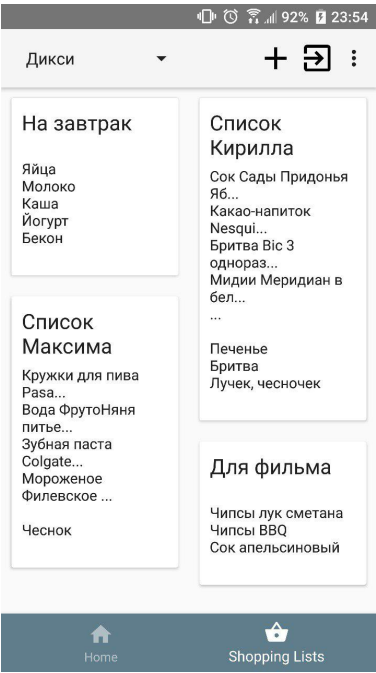 92% 23:54
Дикси
На завтрак
Яйца
Молоко
Каша
Йогурт
Бекон
Список
Максима
Кружки для пива
Pasa...
Вода ФрутоНяня
питье...
Зубная паста
Colgate...
Мороженое
Филевское ...
Чеснок
Список
Кирилла
Сок Сады Придонья
Яб...
Какао-напиток
Nesqui...
Бритва Bic 3
однораз...
Мидии Меридиан в
бел...
...
Печенье
Бритва
Лучек, чесночек
Для фильма
Чипсы лук сметана
Чипсы BBQ
Сок апельсиновый
Home
Shopping Lists